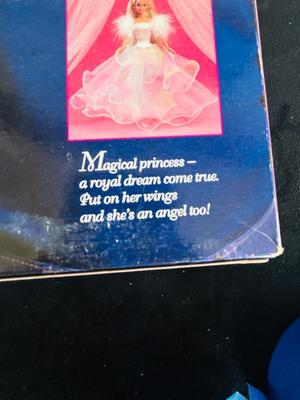 Magical princess –
a royal dream come true.
Put on her wings
and she's an angel too!